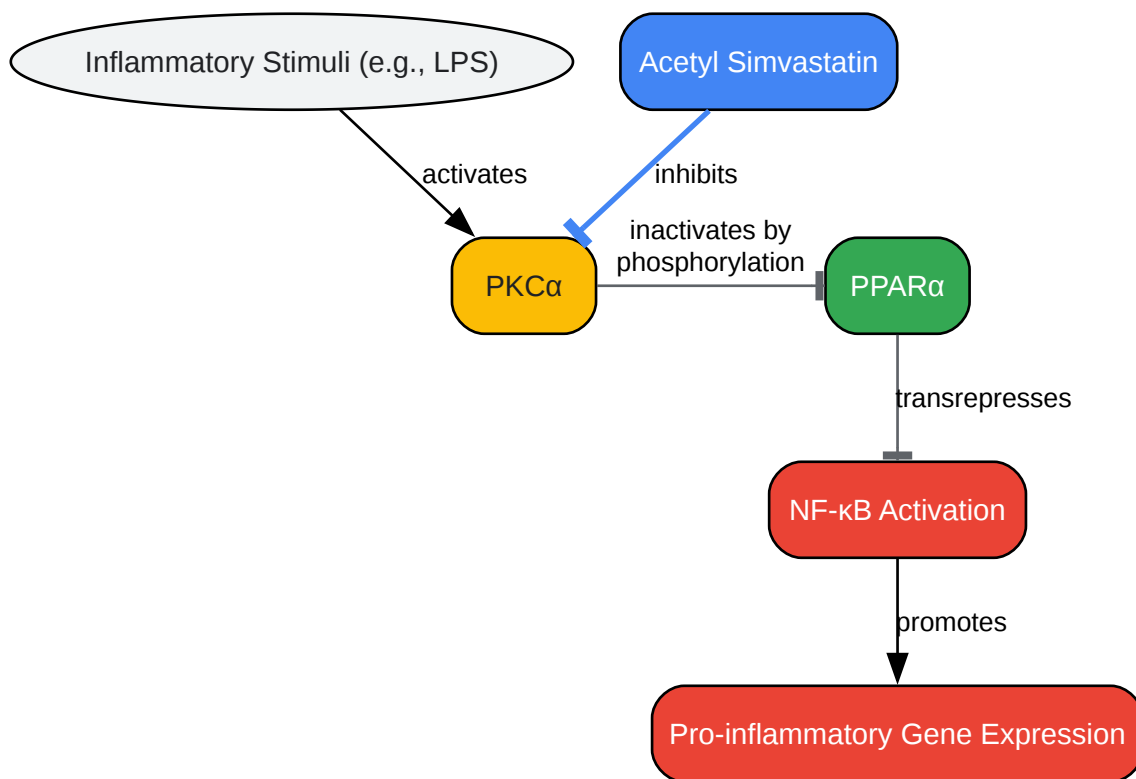 Inflammatory Stimuli (e.g., LPS)
Acetyl Simvastatin
activates
inhibits
inactivates by
phosphorylation
PKCα
PPARα
transrepresses
NF-κB Activation
promotes
Pro-inflammatory Gene Expression